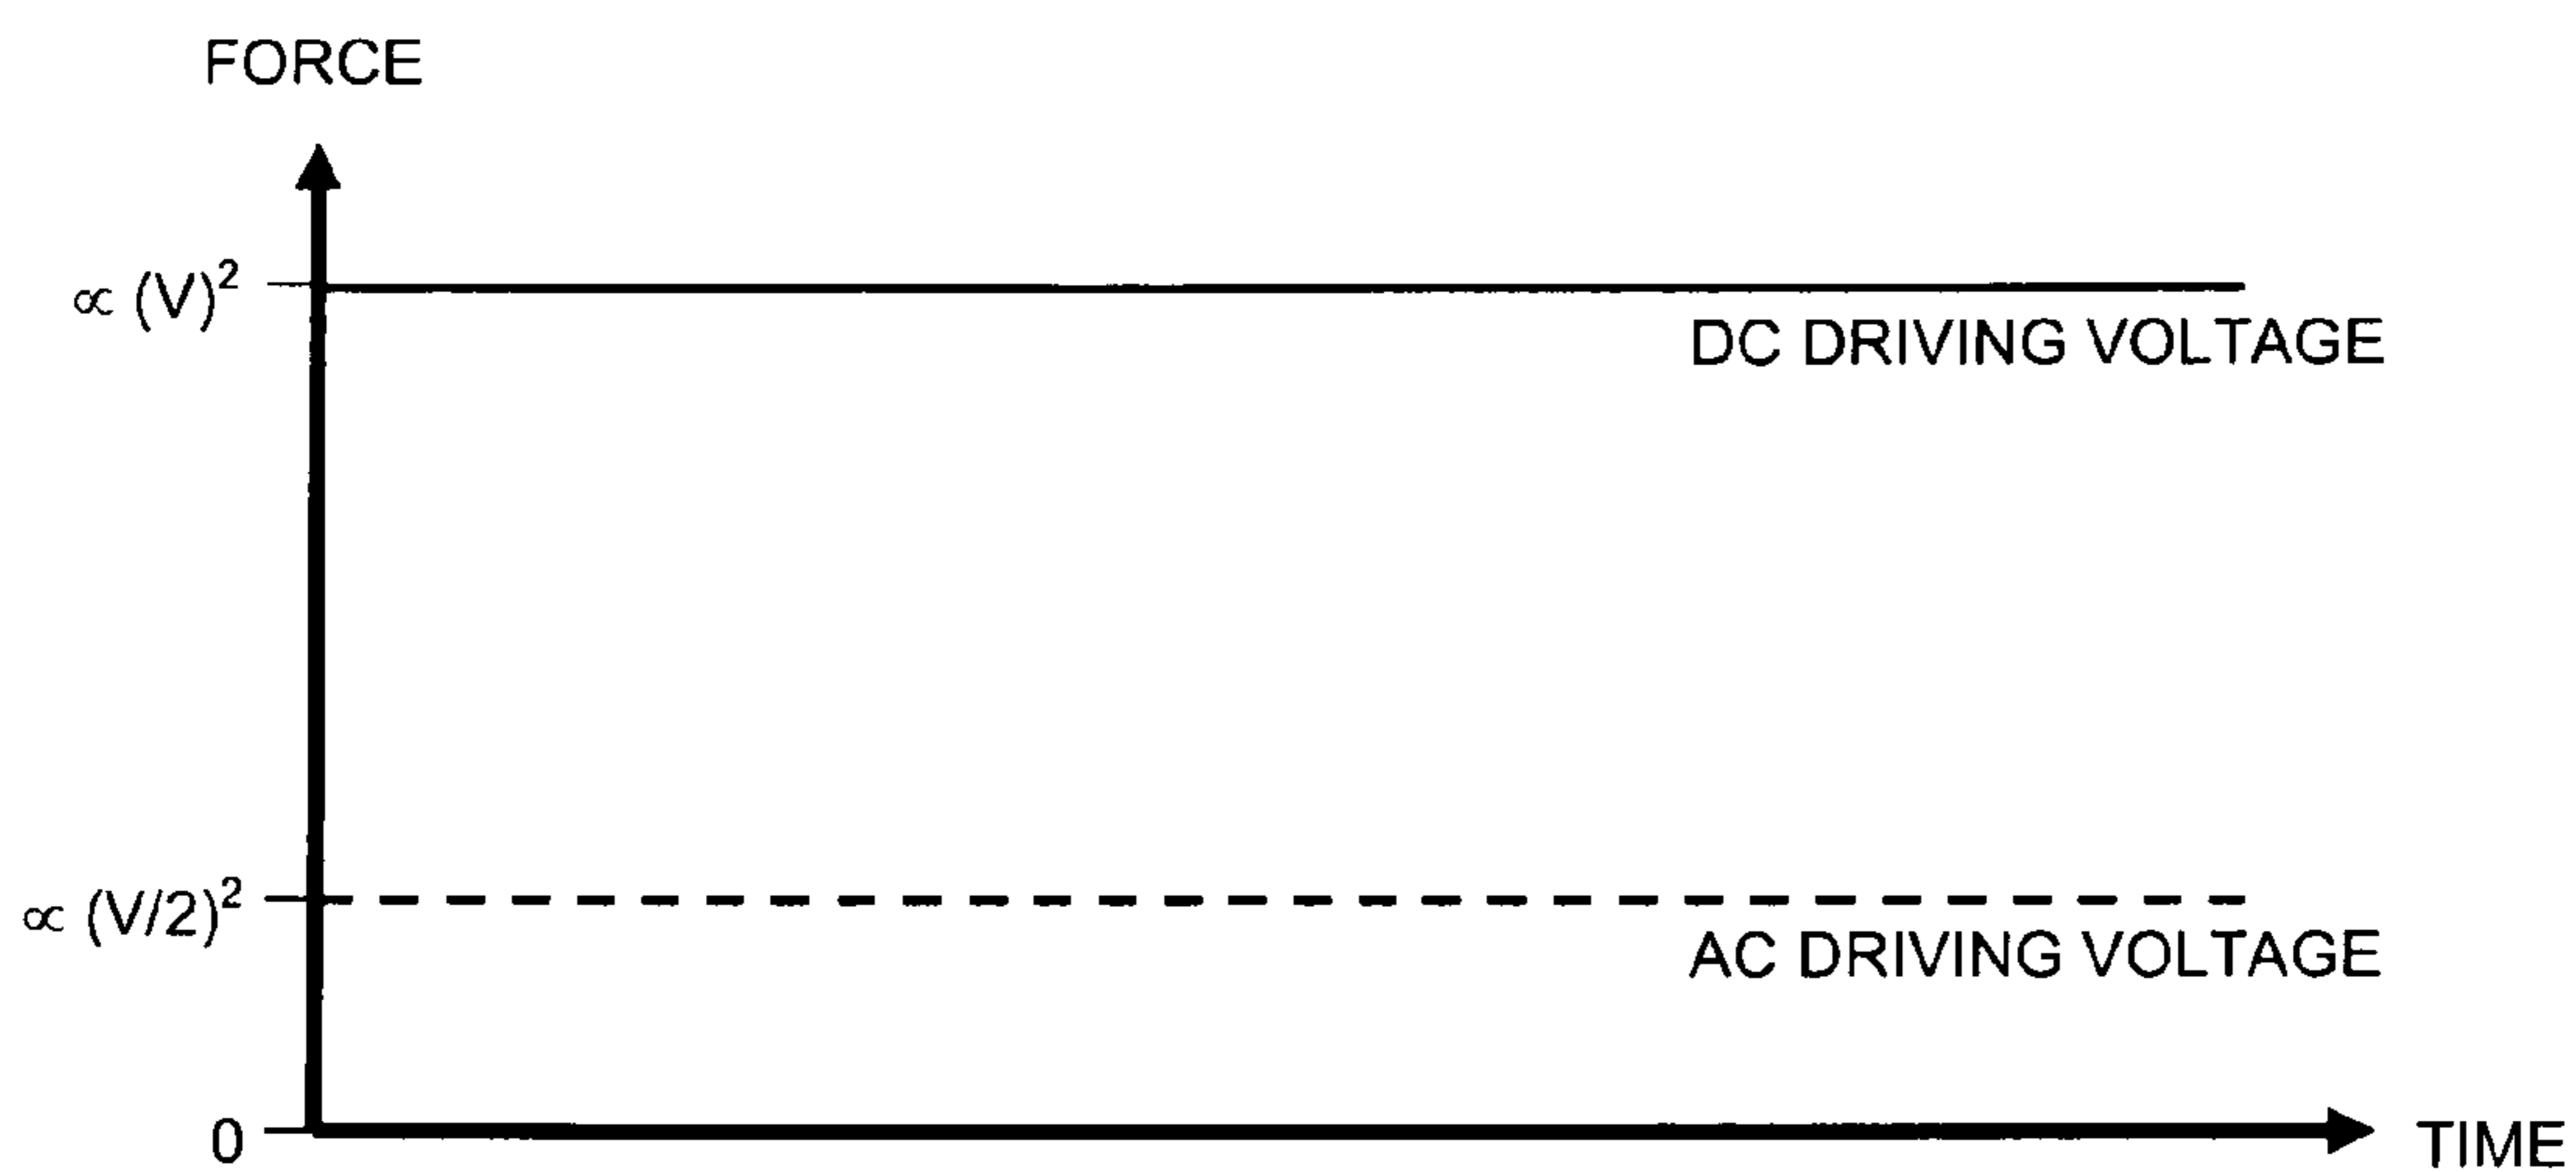 FORCE
∝ (V)²
DC DRIVING VOLTAGE
∝ (V/2)²
AC DRIVING VOLTAGE
0
TIME